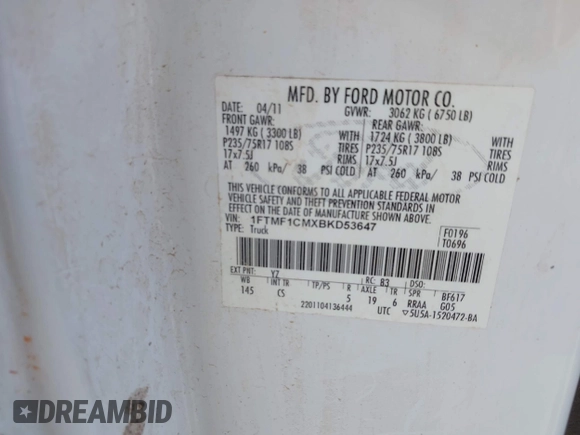 MFD. BY FORD MOTOR CO.
DATE: 04/11 GVWR: 3062 KG ( 6750 LB)
FRONT GAWR: REAR GAWR:
1497 KG ( 3300 LB) WITH 1724 KG ( 3800 LB) WITH
P235/75R17 108S TIRES P235/75R17 108S TIRES
17x7.5J RIMS 17x7.5J RIMS
AT 260 kPa/ 38 PSI COLD AT 260 kPa/ 38 PSI COLD
THIS VEHICLE CONFORMS TO ALL APPLICABLE FEDERAL MOTOR
VEHICLE SAFETY AND THEFT PREVENTION STANDARDS IN
EFFECT ON THE DATE OF MANUFACTURE SHOWN ABOVE.
VIN: 1FTMF1CMXBKD53647 F0196
TYPE: Truck T0696
EXT PNT: YZ RC: B3 DSO:
WB INT TR TP/PS R AXLE TR SPR BF617
145 CS 5 19 6 RRAA G05
2201104136444 UTC ▽5U5A-1520472-BA
DREAMBID